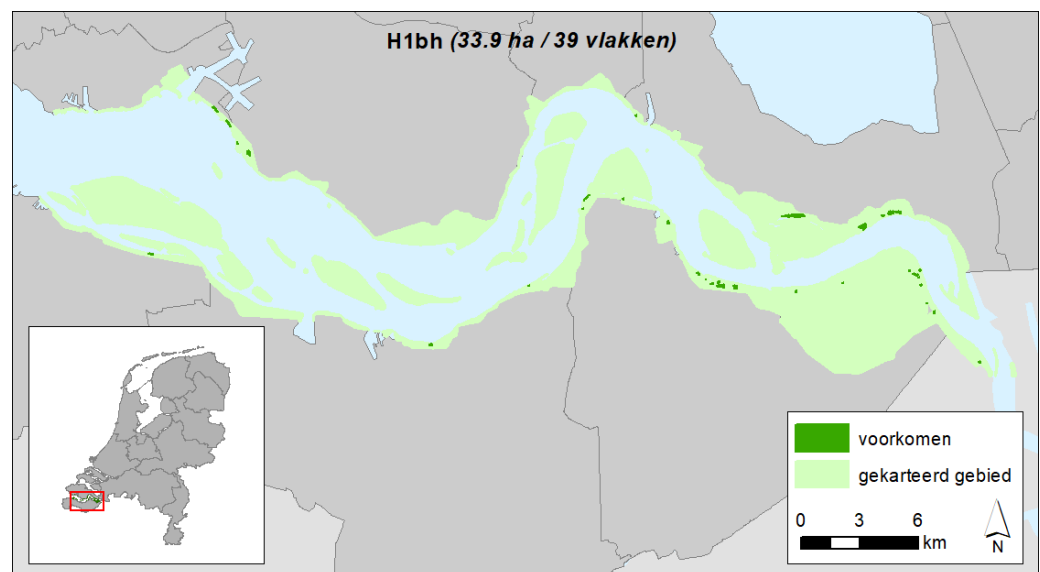 H1bh (33.9 ha / 39 vlakken)
voorkomen
gekarteerd gebied
0 3 6
km
N